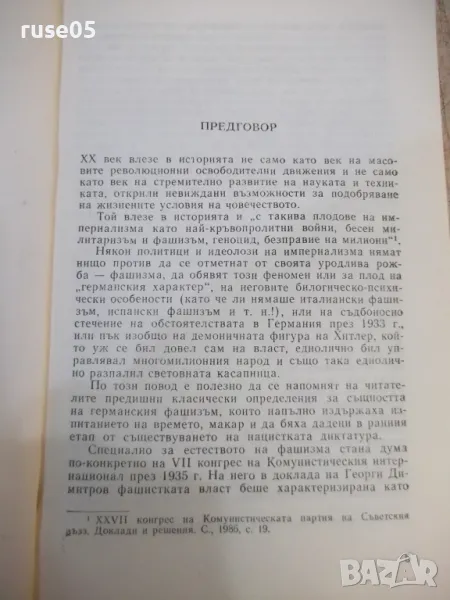 ruse05
ПРЕДГОВОР
XX век влезе в историята не само като век на масо-
вите революционни освободителни движения и не само
като век на стремително развитие на науката и техни-
ката, открили невиждани възможности за подобряване
на жизнените условия на човечеството.
Той влезе в историята и „с такива плодове на им-
периализма като най-кръвопролитни войни, бесен ми-
литаризъм и фашизъм, геноцид, безправие на милиони“¹.
Някои политици и идеолози на империализма нямат
нищо против да се отметнат от своята уродлива рож-
ба — фашизма, да обявят този феномен или за плод на
„германския характер“, на неговите билогическо-психи-
чески особености (като че ли нямаше италиански фаши-
зъм, испански фашизъм и т. н.!), или на съдбоносно
стечение на обстоятелствата в Германия през 1933 г.,
или пък изобщо на демоничната фигура на Хитлер, кой-
то уж се бил довел сам на власт, еднолично бил уп-
равлявал многомилионния народ и също така еднолич-
но разпалил световната касапница.
По този повод е полезно да се напомнят на читате-
лите предишни класически определения за същността
на германския фашизъм, които напълно издържаха из-
питанието на времето, макар и да бяха дадени в ранния
етап от съществуването на нацистката диктатура.
Специално за естеството на фашизма стана дума
по-конкретно на VII конгрес на Комунистическия интер-
национал през 1935 г. На него в доклада на Георги Ди-
митров фашистката власт беше характеризирана като
¹ XXVII конгрес на Комунистическата партия на Съветския
съюз. Доклади и решения. С., 1986, с. 19.
bazar.bg